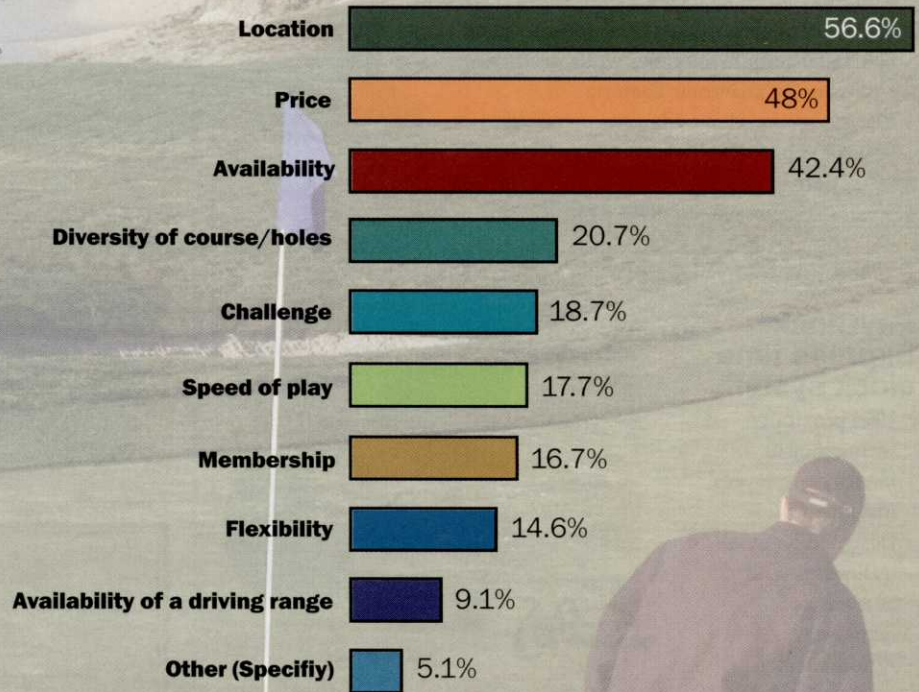 Location 56.6%
Price 48%
Availability 42.4%
Diversity of course/holes 20.7%
Challenge 18.7%
Speed of play 17.7%
Membership 16.7%
Flexibility 14.6%
Availability of a driving range 9.1%
Other (Specifiy) 5.1%